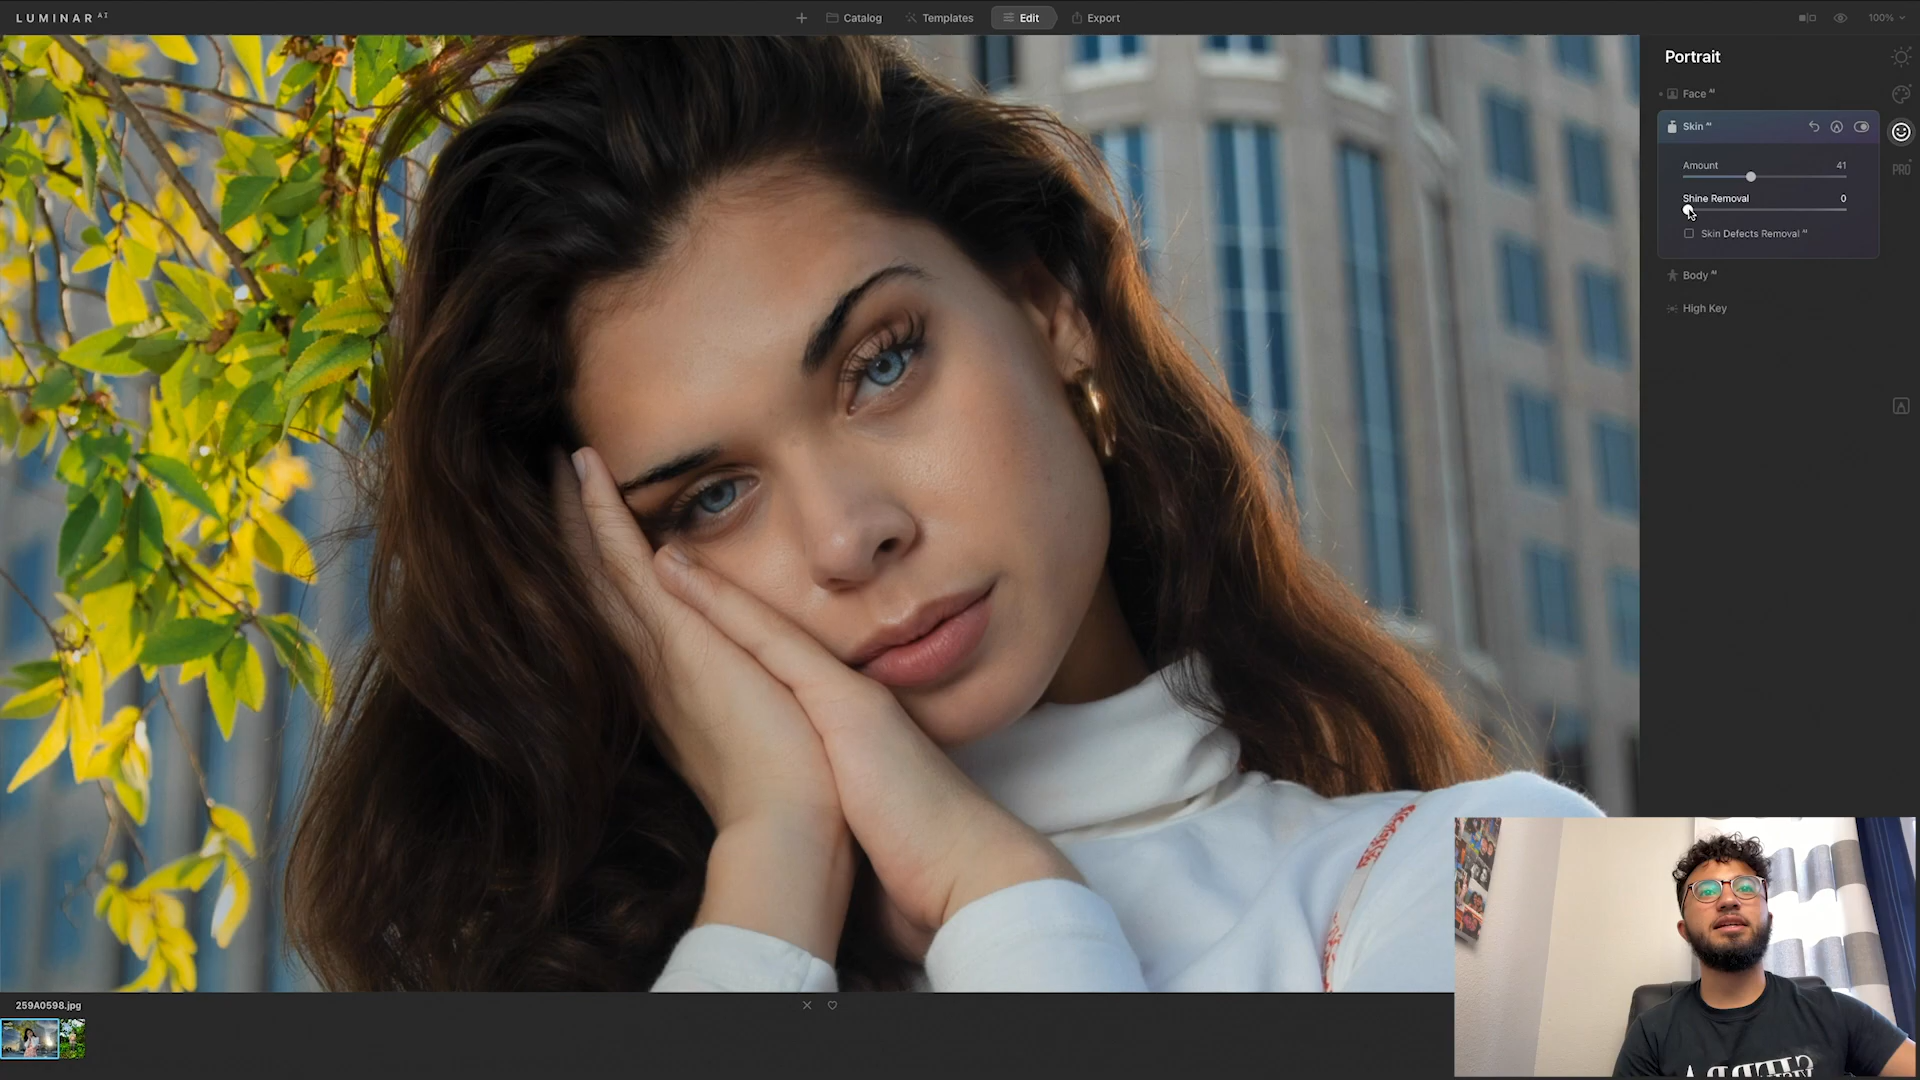 LUMINAR AI
Catalog
Templates
Edit
Export
100%
Portrait
Face AI
Skin AI
Amount 41
Shine Removal 0
Skin Defects Removal AI
Body AI
High Key
PRO
259A0598.jpg